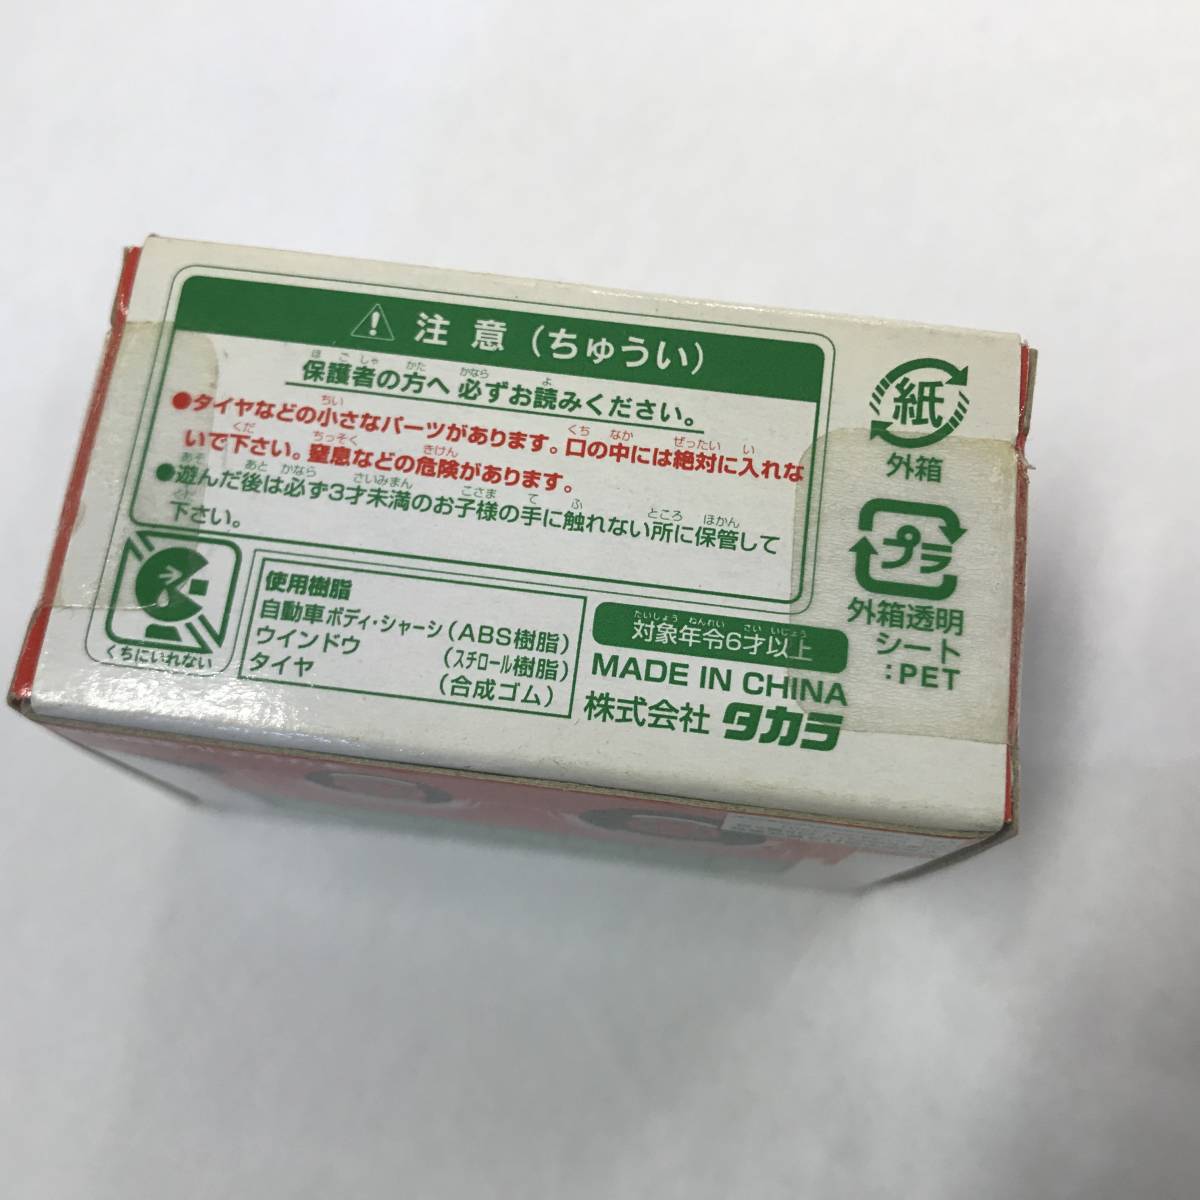 注意(ちゅうい)
保護者の方へ 必ずお読みください。
●タイヤなどの小さなパーツがあります。口の中には絶対に入れな
いで下さい。窒息などの危険があります。
●遊んだ後は必ず3才未満のお子様の手に触れない所に保管して
下さい。
くちにいれない
使用樹脂
自動車ボディ・シャーシ(ABS樹脂)
ウインドウ (スチロール樹脂)
タイヤ (合成ゴム)
対象年令6才以上
MADE IN CHINA
株式会社 タカラ
紙
外箱
プラ
外箱透明
シート
:PET